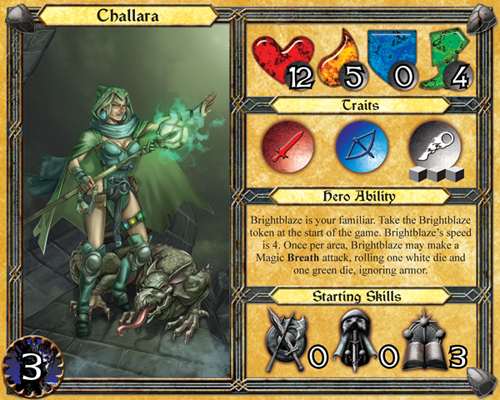 Challara
12 5 0 4
Traits
Hero Ability
Brightblaze is your familiar. Take the Brightblaze
token at the start of the game. Brightblaze's speed
is 4. Once per area, Brightblaze may make a
Magic Breath attack, rolling one white die and
one green die, ignoring armor.
Starting Skills
0 0 3
3